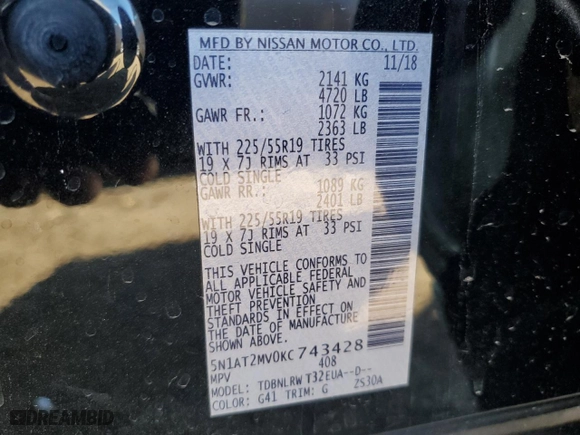 MFD BY NISSAN MOTOR CO., LTD.
DATE: 11/18
GVWR: 2141 KG
4720 LB
GAWR FR.: 1072 KG
2363 LB
WITH 225/55R19 TIRES
19 X 7J RIMS AT 33 PSI
COLD SINGLE
GAWR RR.: 1089 KG
2401 LB
WITH 225/55R19 TIRES
19 X 7J RIMS AT 33 PSI
COLD SINGLE
THIS VEHICLE CONFORMS TO
ALL APPLICABLE FEDERAL
MOTOR VEHICLE SAFETY AND
THEFT PREVENTION
STANDARDS IN EFFECT ON
THE DATE OF MANUFACTURE
SHOWN ABOVE.
5N1AT2MV0KC743428
MPV 408
MODEL: TDBNLRW T32EUA--D--
COLOR: G41 TRIM: G 2S30A
DREAMBID